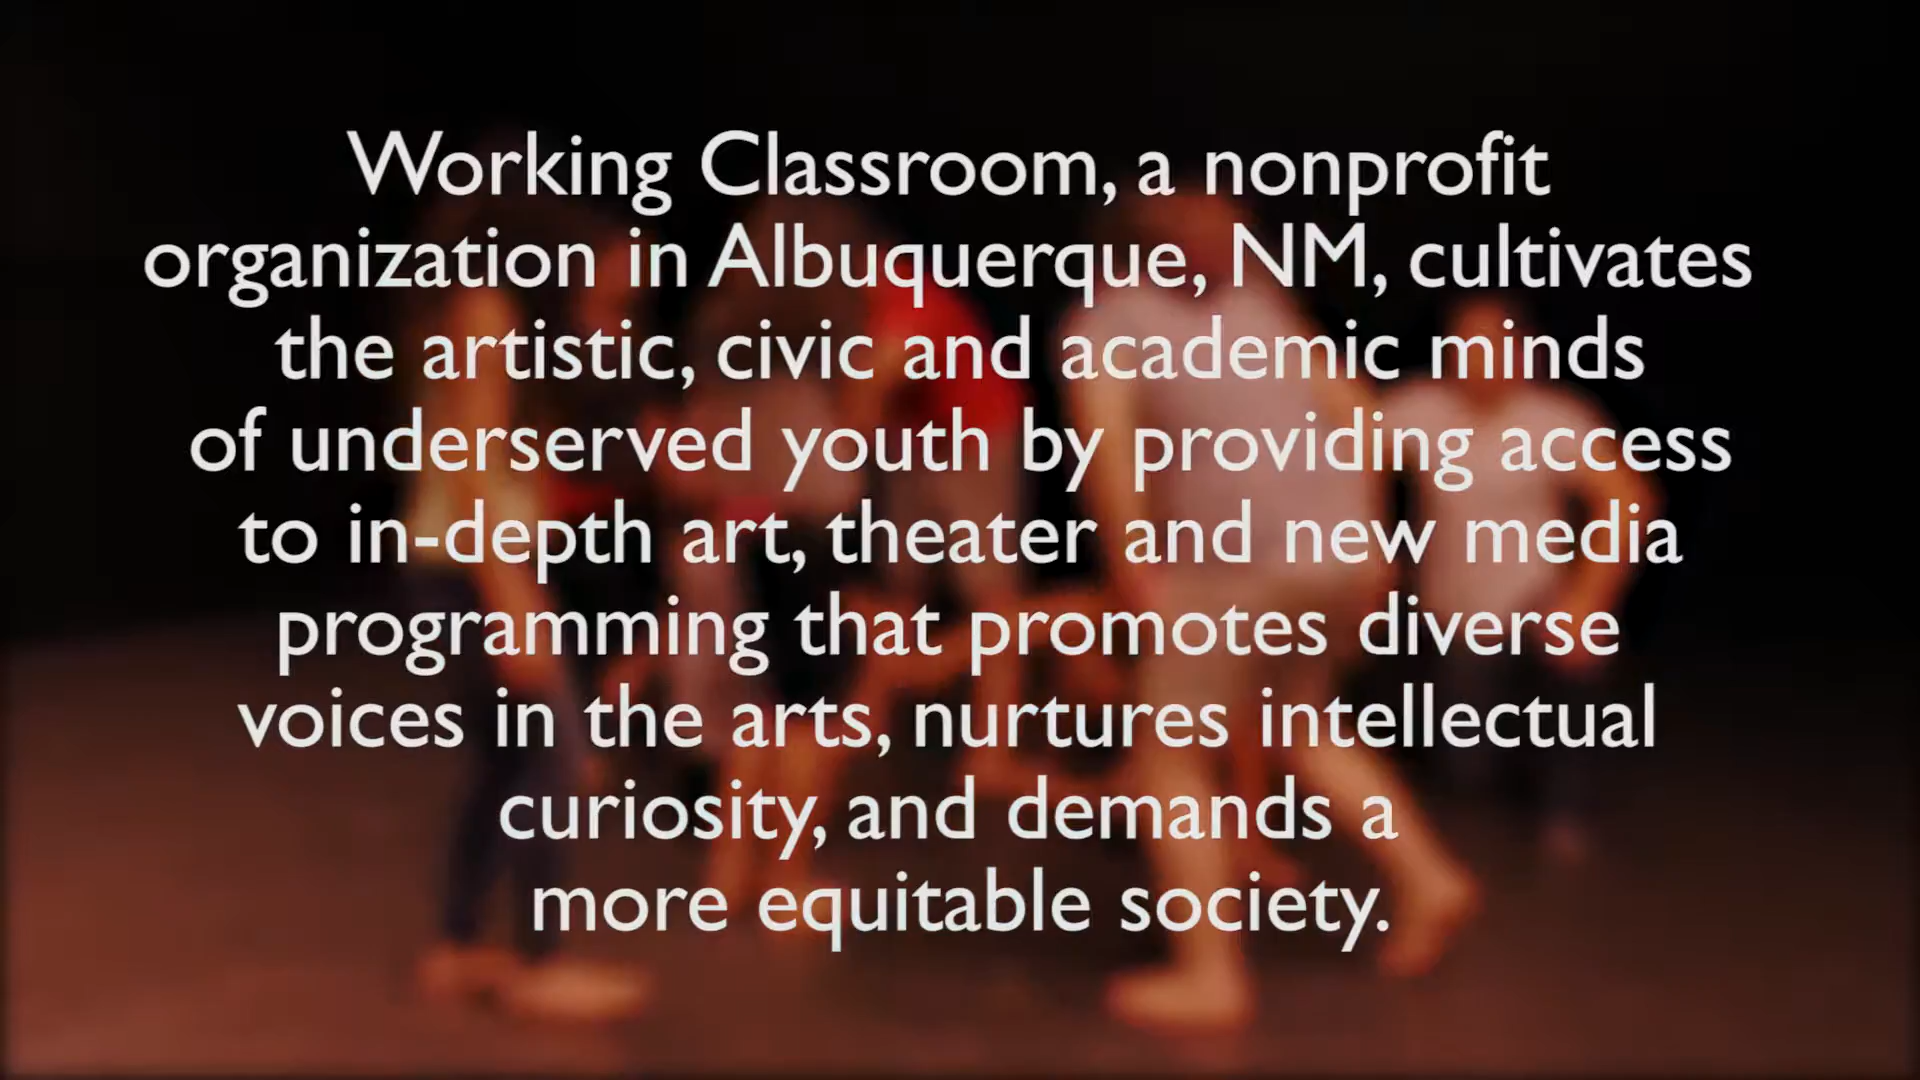 Working Classroom, a nonprofit
organization in Albuquerque, NM, cultivates
the artistic, civic and academic minds
of underserved youth by providing access
to in-depth art, theater and new media
programming that promotes diverse
voices in the arts, nurtures intellectual
curiosity, and demands a
more equitable society.